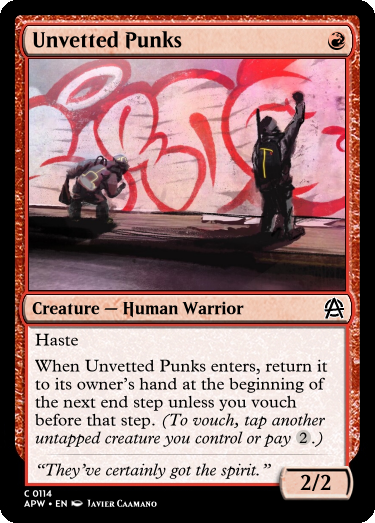 Unvetted Punks
Creature — Human Warrior
Haste
When Unvetted Punks enters, return it
to its owner's hand at the beginning of
the next end step unless you vouch
before that step. (To vouch, tap another
untapped creature you control or pay 2.)
"They've certainly got the spirit."
2/2
C 0114
APW • EN Javier Caamano